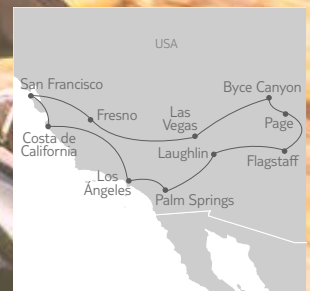 USA
San Francisco
Byce Canyon
Fresno
Las
Vegas
Page
Costa de
California
Laughlin
Flagstaff
Los
Ángeles
Palm Springs